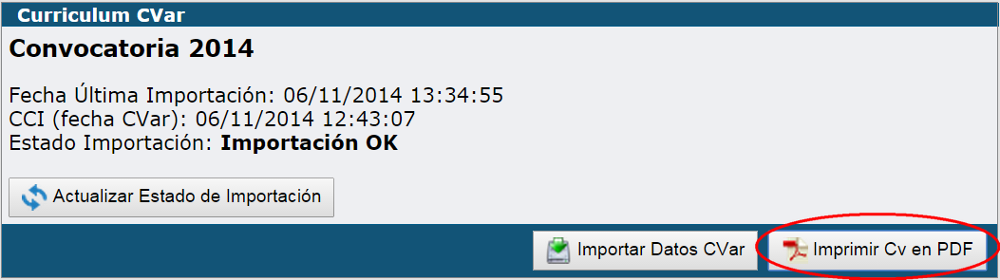 Curriculum CVar
Convocatoria 2014
Fecha Última Importación: 06/11/2014 13:34:55
CCI (fecha CVar): 06/11/2014 12:43:07
Estado Importación: Importación OK
Actualizar Estado de Importación
Importar Datos CVar
Imprimir Cv en PDF